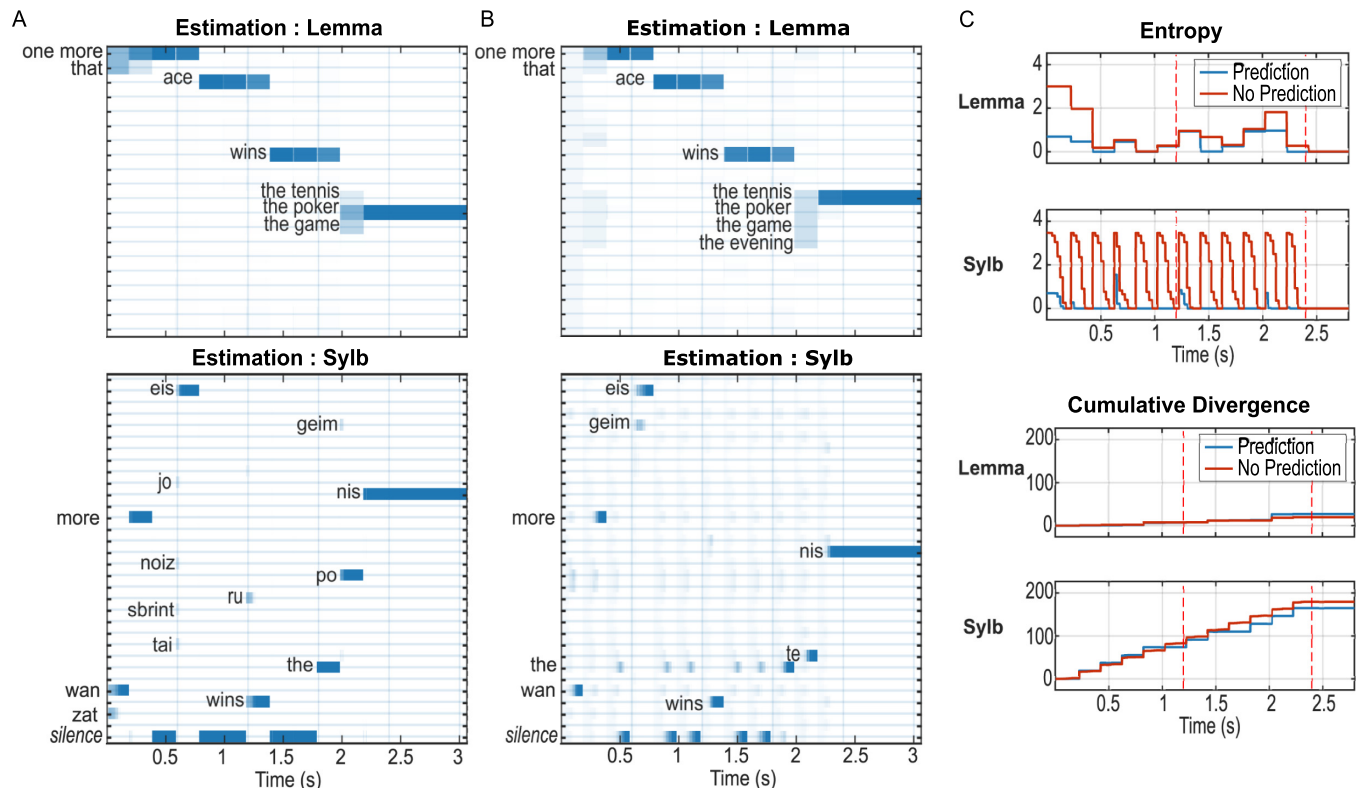 A
Estimation : Lemma
one more
that
ace
wins
the tennis
the poker
the game
Estimation : Sylb
eis
geim
jo
nis
more
noiz
po
ru
sbrint
tai
the
wan
wins
zat
silence
0.5 1 1.5 2 2.5 3
Time (s)
B
Estimation : Lemma
one more
that
ace
wins
the tennis
the poker
the game
the evening
Estimation : Sylb
eis
geim
more
nis
te
the
wan
wins
silence
0.5 1 1.5 2 2.5 3
Time (s)
C
Entropy
Lemma
4
2
0
Prediction
No Prediction
Sylb
4
2
0
0.5 1 1.5 2 2.5
Time (s)
Cumulative Divergence
Lemma
200
100
0
Prediction
No Prediction
Sylb
200
100
0
0.5 1 1.5 2 2.5
Time (s)